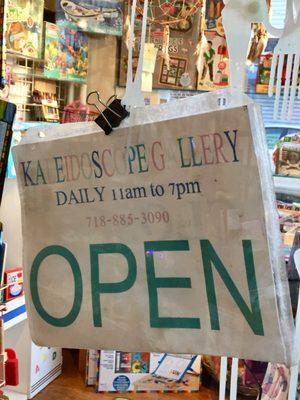 KALEIDOSCOPE GALLERY
DAILY 11am to 7pm
718-885-3090
OPEN